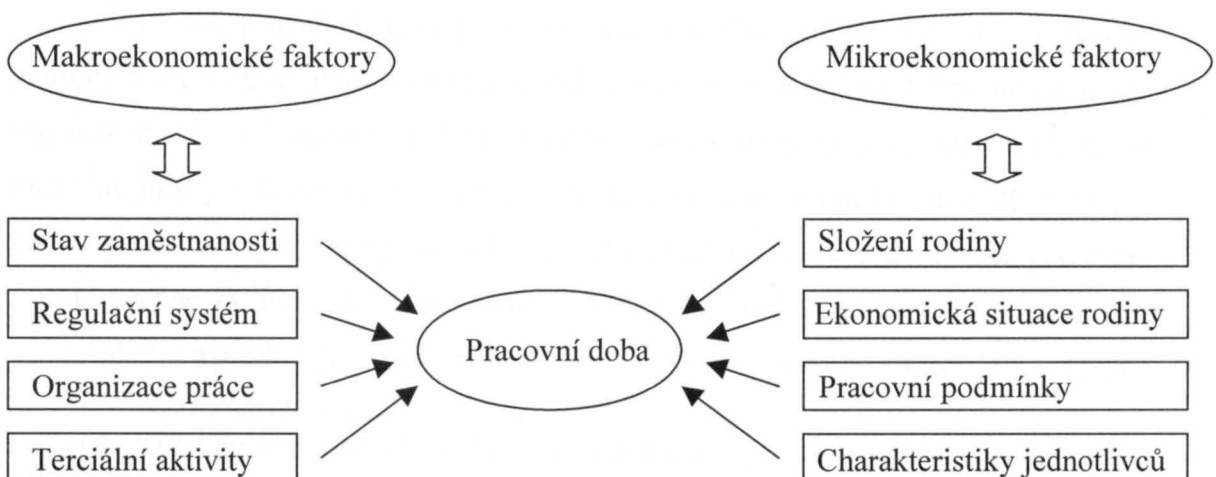 Makroekonomické faktory
Mikroekonomické faktory
Stav zaměstnanosti
Složení rodiny
Regulační systém
Ekonomická situace rodiny
Pracovní doba
Organizace práce
Pracovní podmínky
Terciální aktivity
Charakteristiky jednotlivců